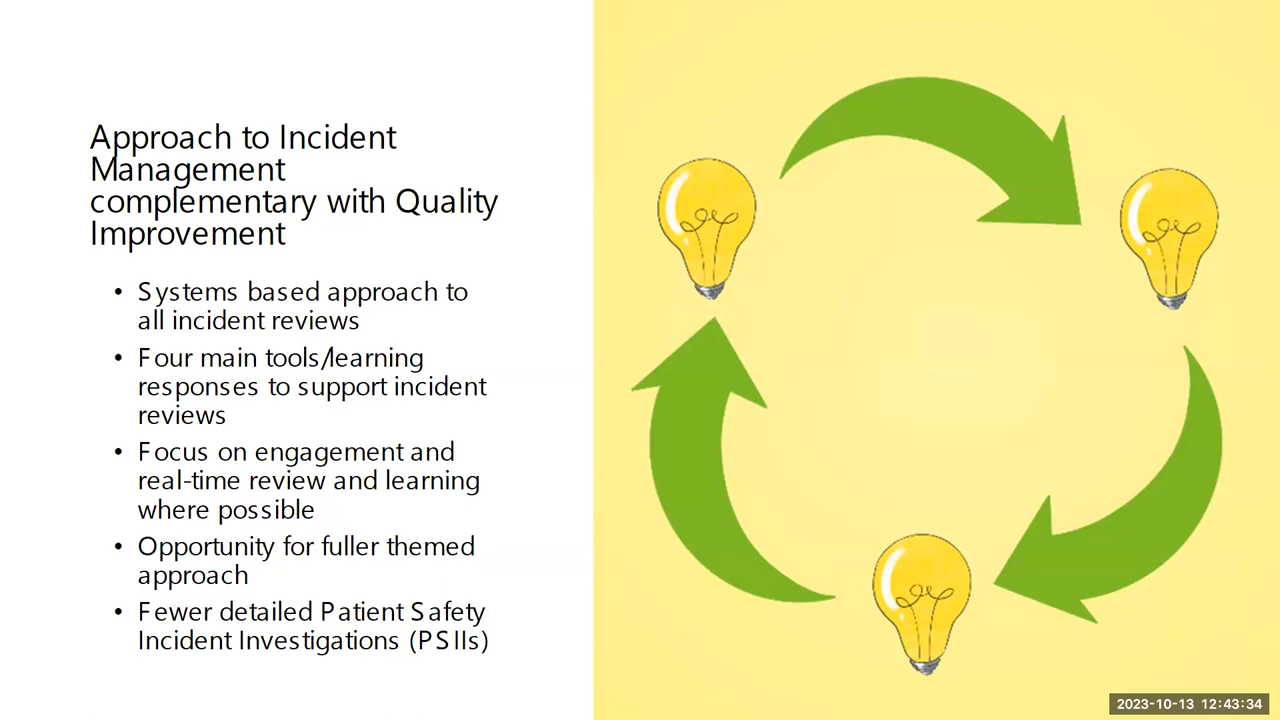 Approach to Incident
Management
complementary with Quality
Improvement
• Systems based approach to
all incident reviews
• Four main tools/learning
responses to support incident
reviews
• Focus on engagement and
real-time review and learning
where possible
• Opportunity for fuller themed
approach
• Fewer detailed Patient Safety
Incident Investigations (PSIIs)
2023-10-13 12:43:34